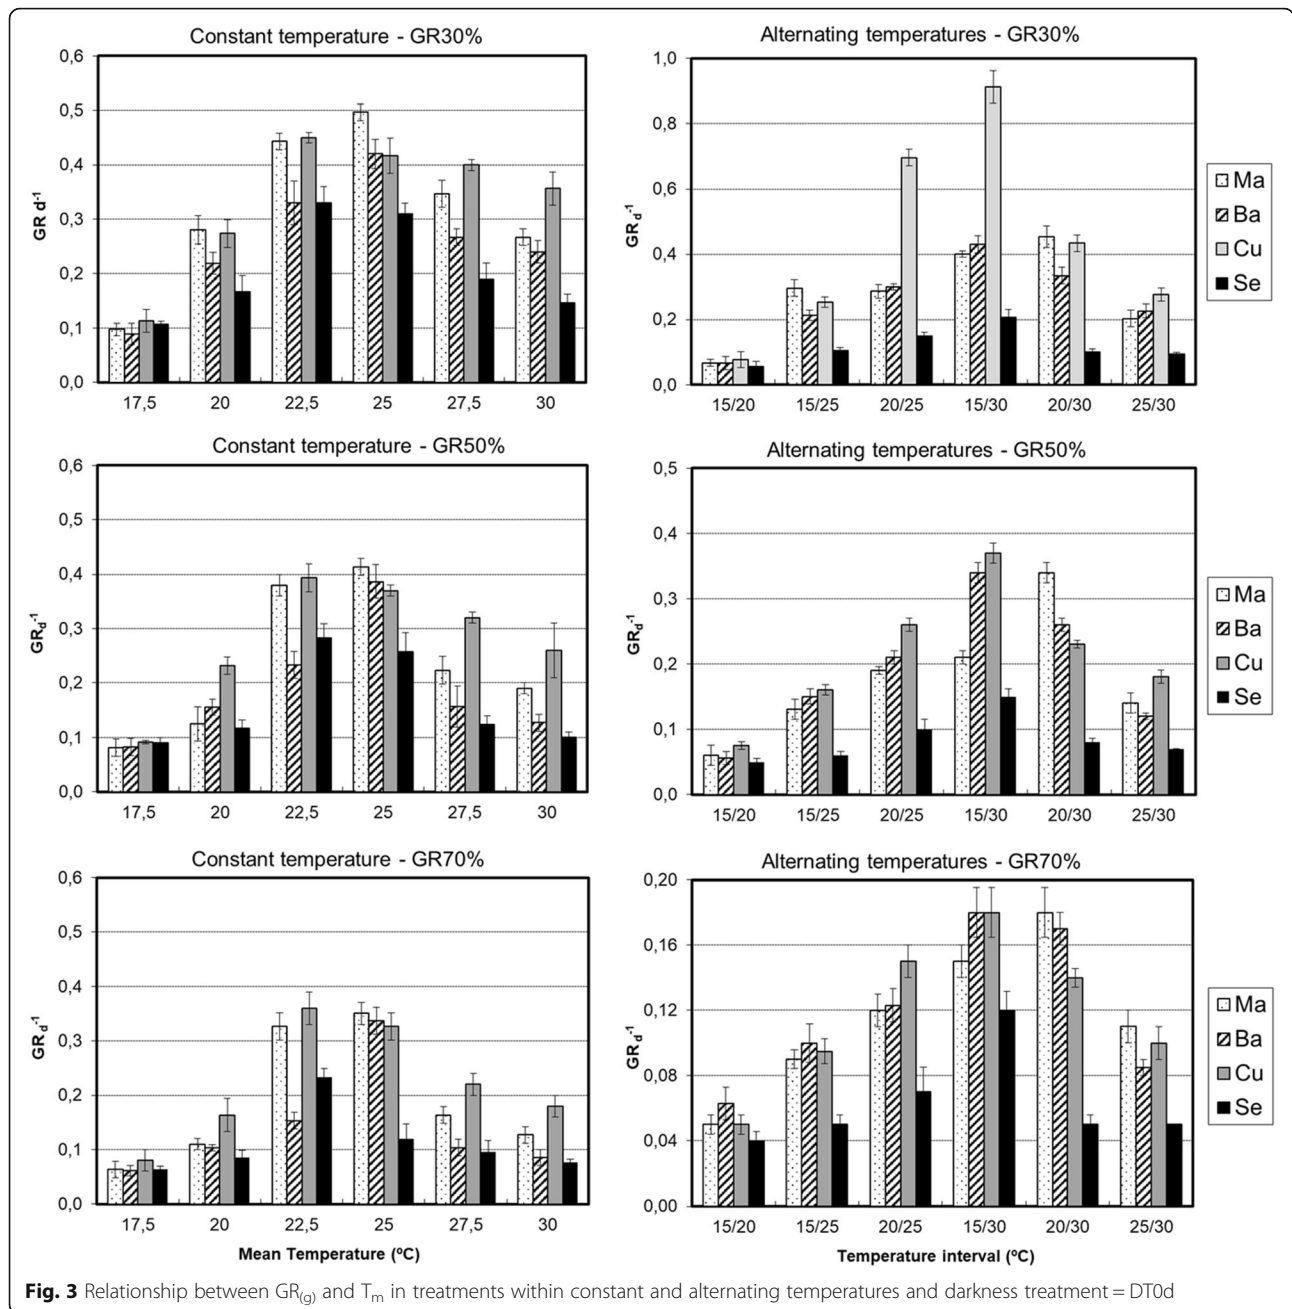 Constant temperature - GR30%
0,6
0,5
0,4
0,3
0,2
0,1
0,0
GR d-1
17,5 20 22,5 25 27,5 30
Alternating temperatures - GR30%
1,0
0,8
0,6
0,4
0,2
0,0
GRd-1
15/20 15/25 20/25 15/30 20/30 25/30
Ma
Ba
Cu
Se
Constant temperature - GR50%
0,6
0,5
0,4
0,3
0,2
0,1
0,0
GRd-1
17,5 20 22,5 25 27,5 30
Alternating temperatures - GR50%
0,5
0,4
0,3
0,2
0,1
0,0
GRd-1
15/20 15/25 20/25 15/30 20/30 25/30
Ma
Ba
Cu
Se
Constant temperature - GR70%
0,6
0,5
0,4
0,3
0,2
0,1
0,0
GRd-1
17,5 20 22,5 25 27,5 30
Mean Temperature (ºC)
Alternating temperatures - GR70%
0,20
0,16
0,12
0,08
0,04
0,00
GRd-1
15/20 15/25 20/25 15/30 20/30 25/30
Temperature interval (ºC)
Ma
Ba
Cu
Se
Fig. 3 Relationship between GR(g) and Tm in treatments within constant and alternating temperatures and darkness treatment = DT0d